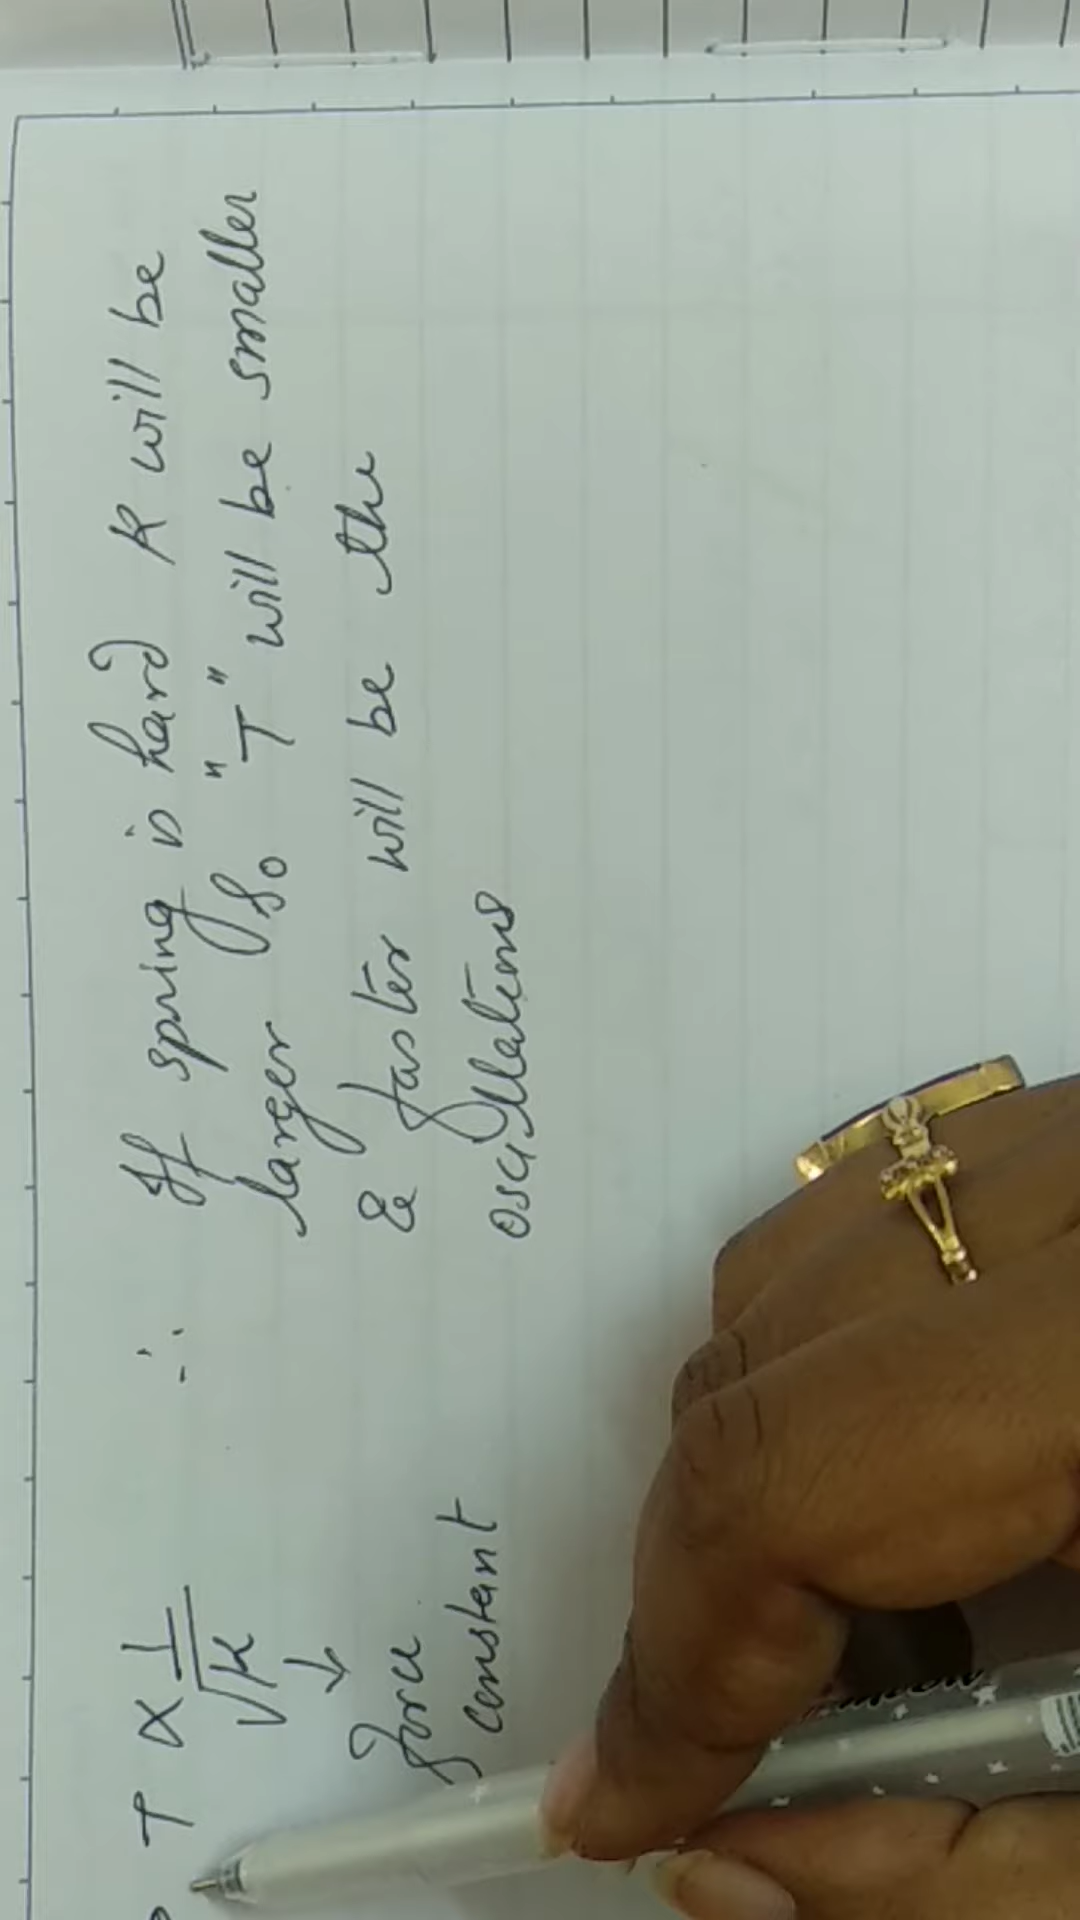 T ∝ 1/√K
↓
force
constant
∴ If spring is hard K will be
larger So "T" will be smaller
& faster will be the
oscillations